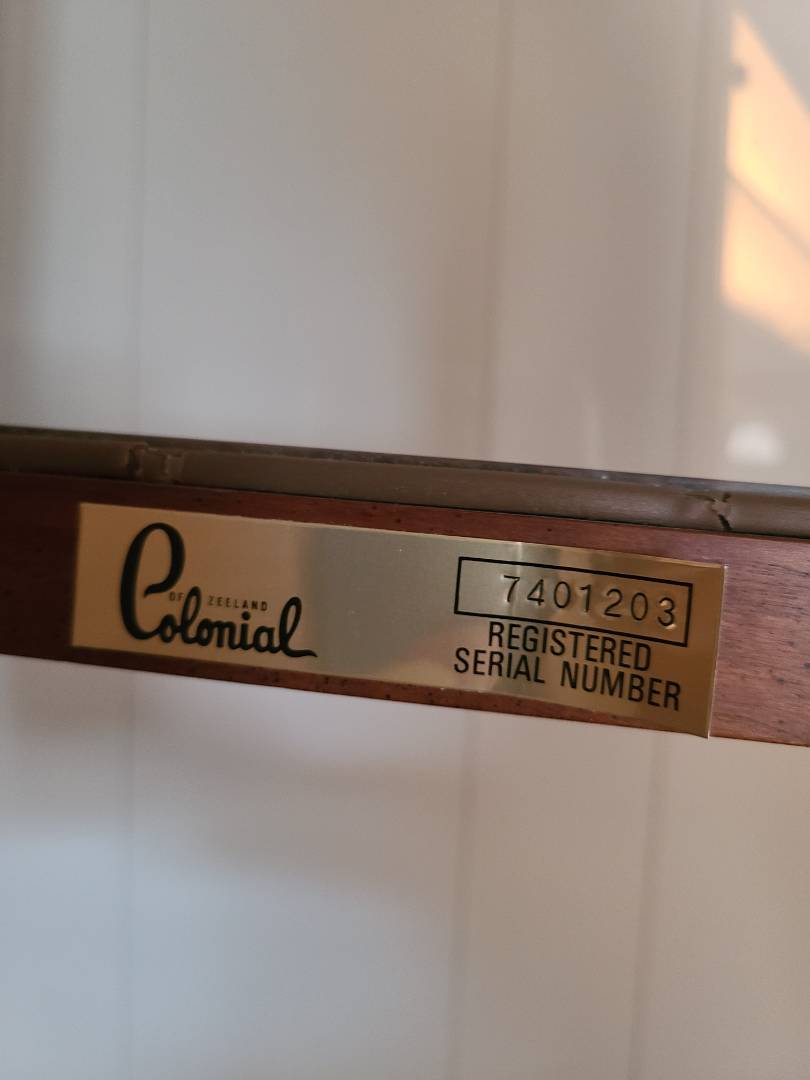 Colonial
OF ZEELAND
7401203
REGISTERED
SERIAL NUMBER